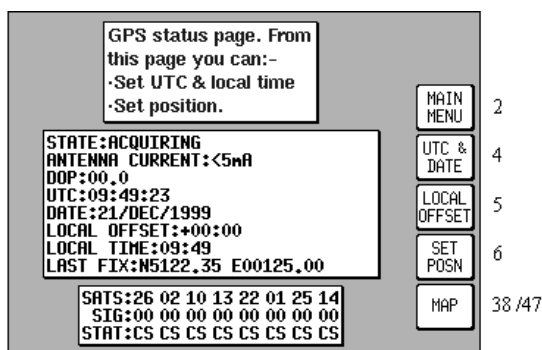 GPS status page. From
this page you can:-
·Set UTC & local time
·Set position.
STATE:ACQUIRING
ANTENNA CURRENT:<5mA
DOP:00.0
UTC:09:49:23
DATE:21/DEC/1999
LOCAL OFFSET:+00:00
LOCAL TIME:09:49
LAST FIX:N5122.35 E00125.00
SATS:26 02 10 13 22 01 25 14
SIG:00 00 00 00 00 00 00 00
STAT:CS CS CS CS CS CS CS CS
MAIN
MENU
2
UTC &
DATE
4
LOCAL
OFFSET
5
SET
POSN
6
MAP
38/47